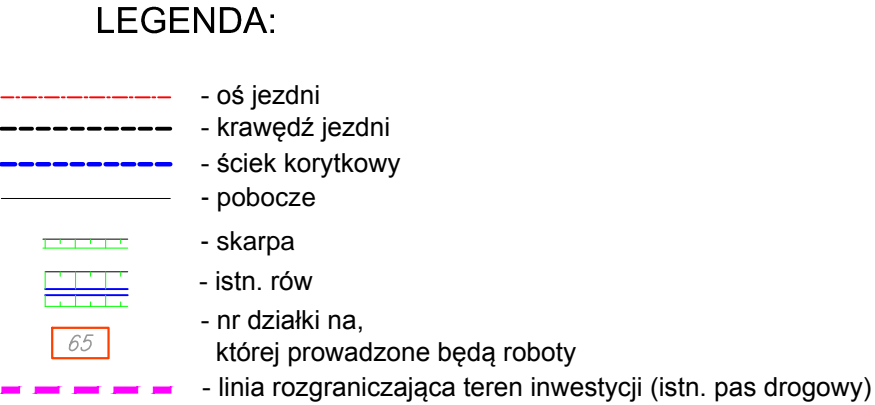 LEGENDA:
- oś jezdni
- krawędź jezdni
- ściek korytkowy
- pobocze
- skarpa
- istn. rów
- nr działki na,
65
której prowadzone będą roboty
- linia rozgraniczająca teren inwestycji (istn. pas drogowy)